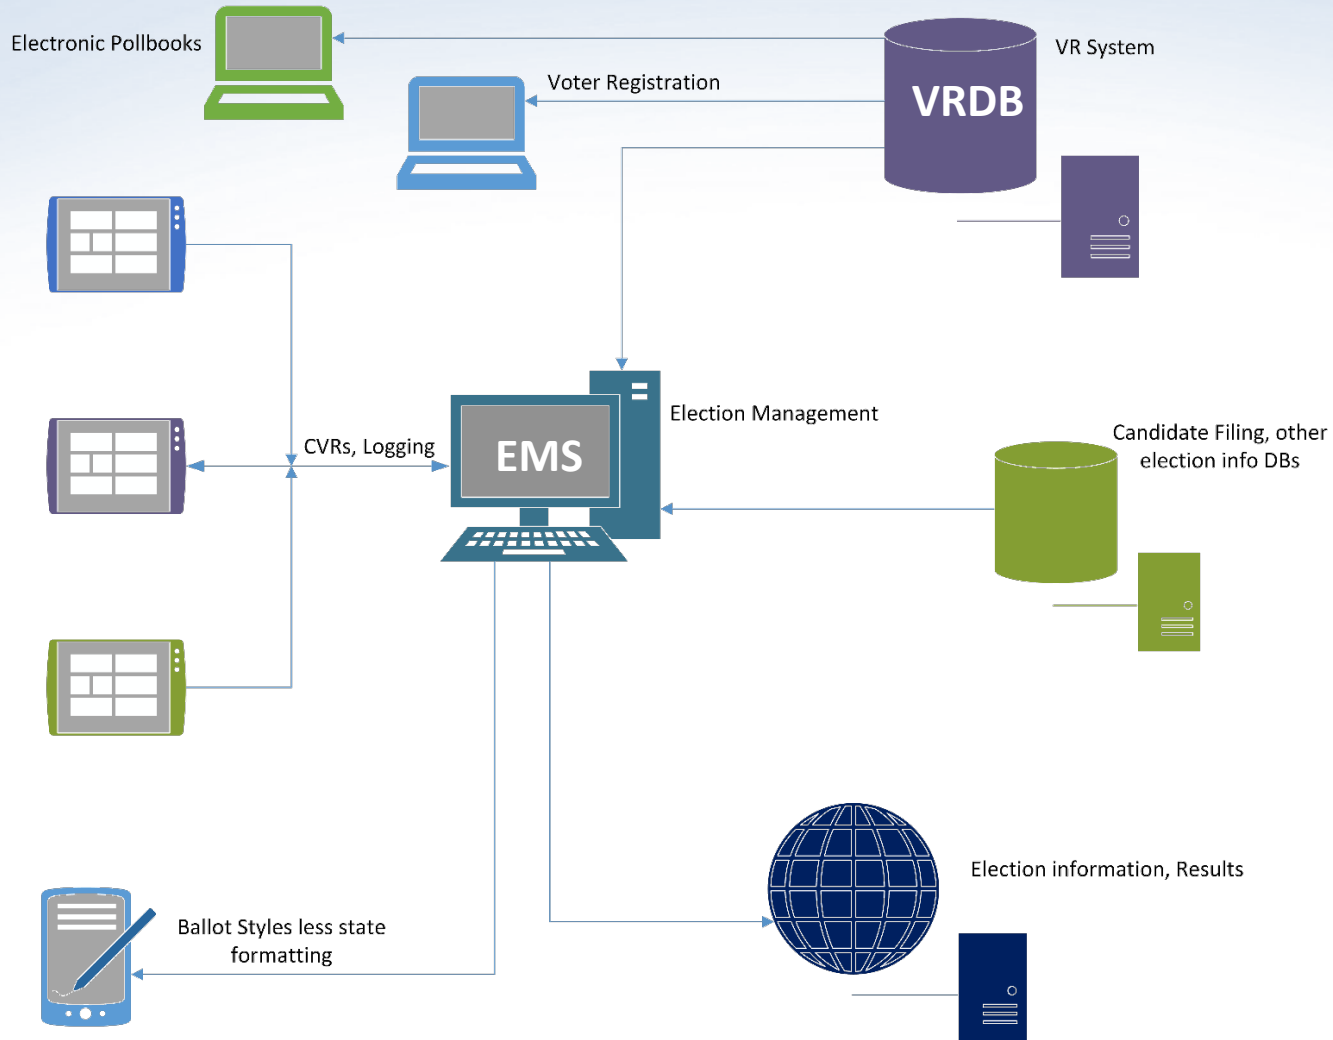 Electronic Pollbooks
VR System
Voter Registration
VRDB
CVRs, Logging
EMS
Election Management
Candidate Filing, other
election info DBs
Election information, Results
Ballot Styles less state
formatting